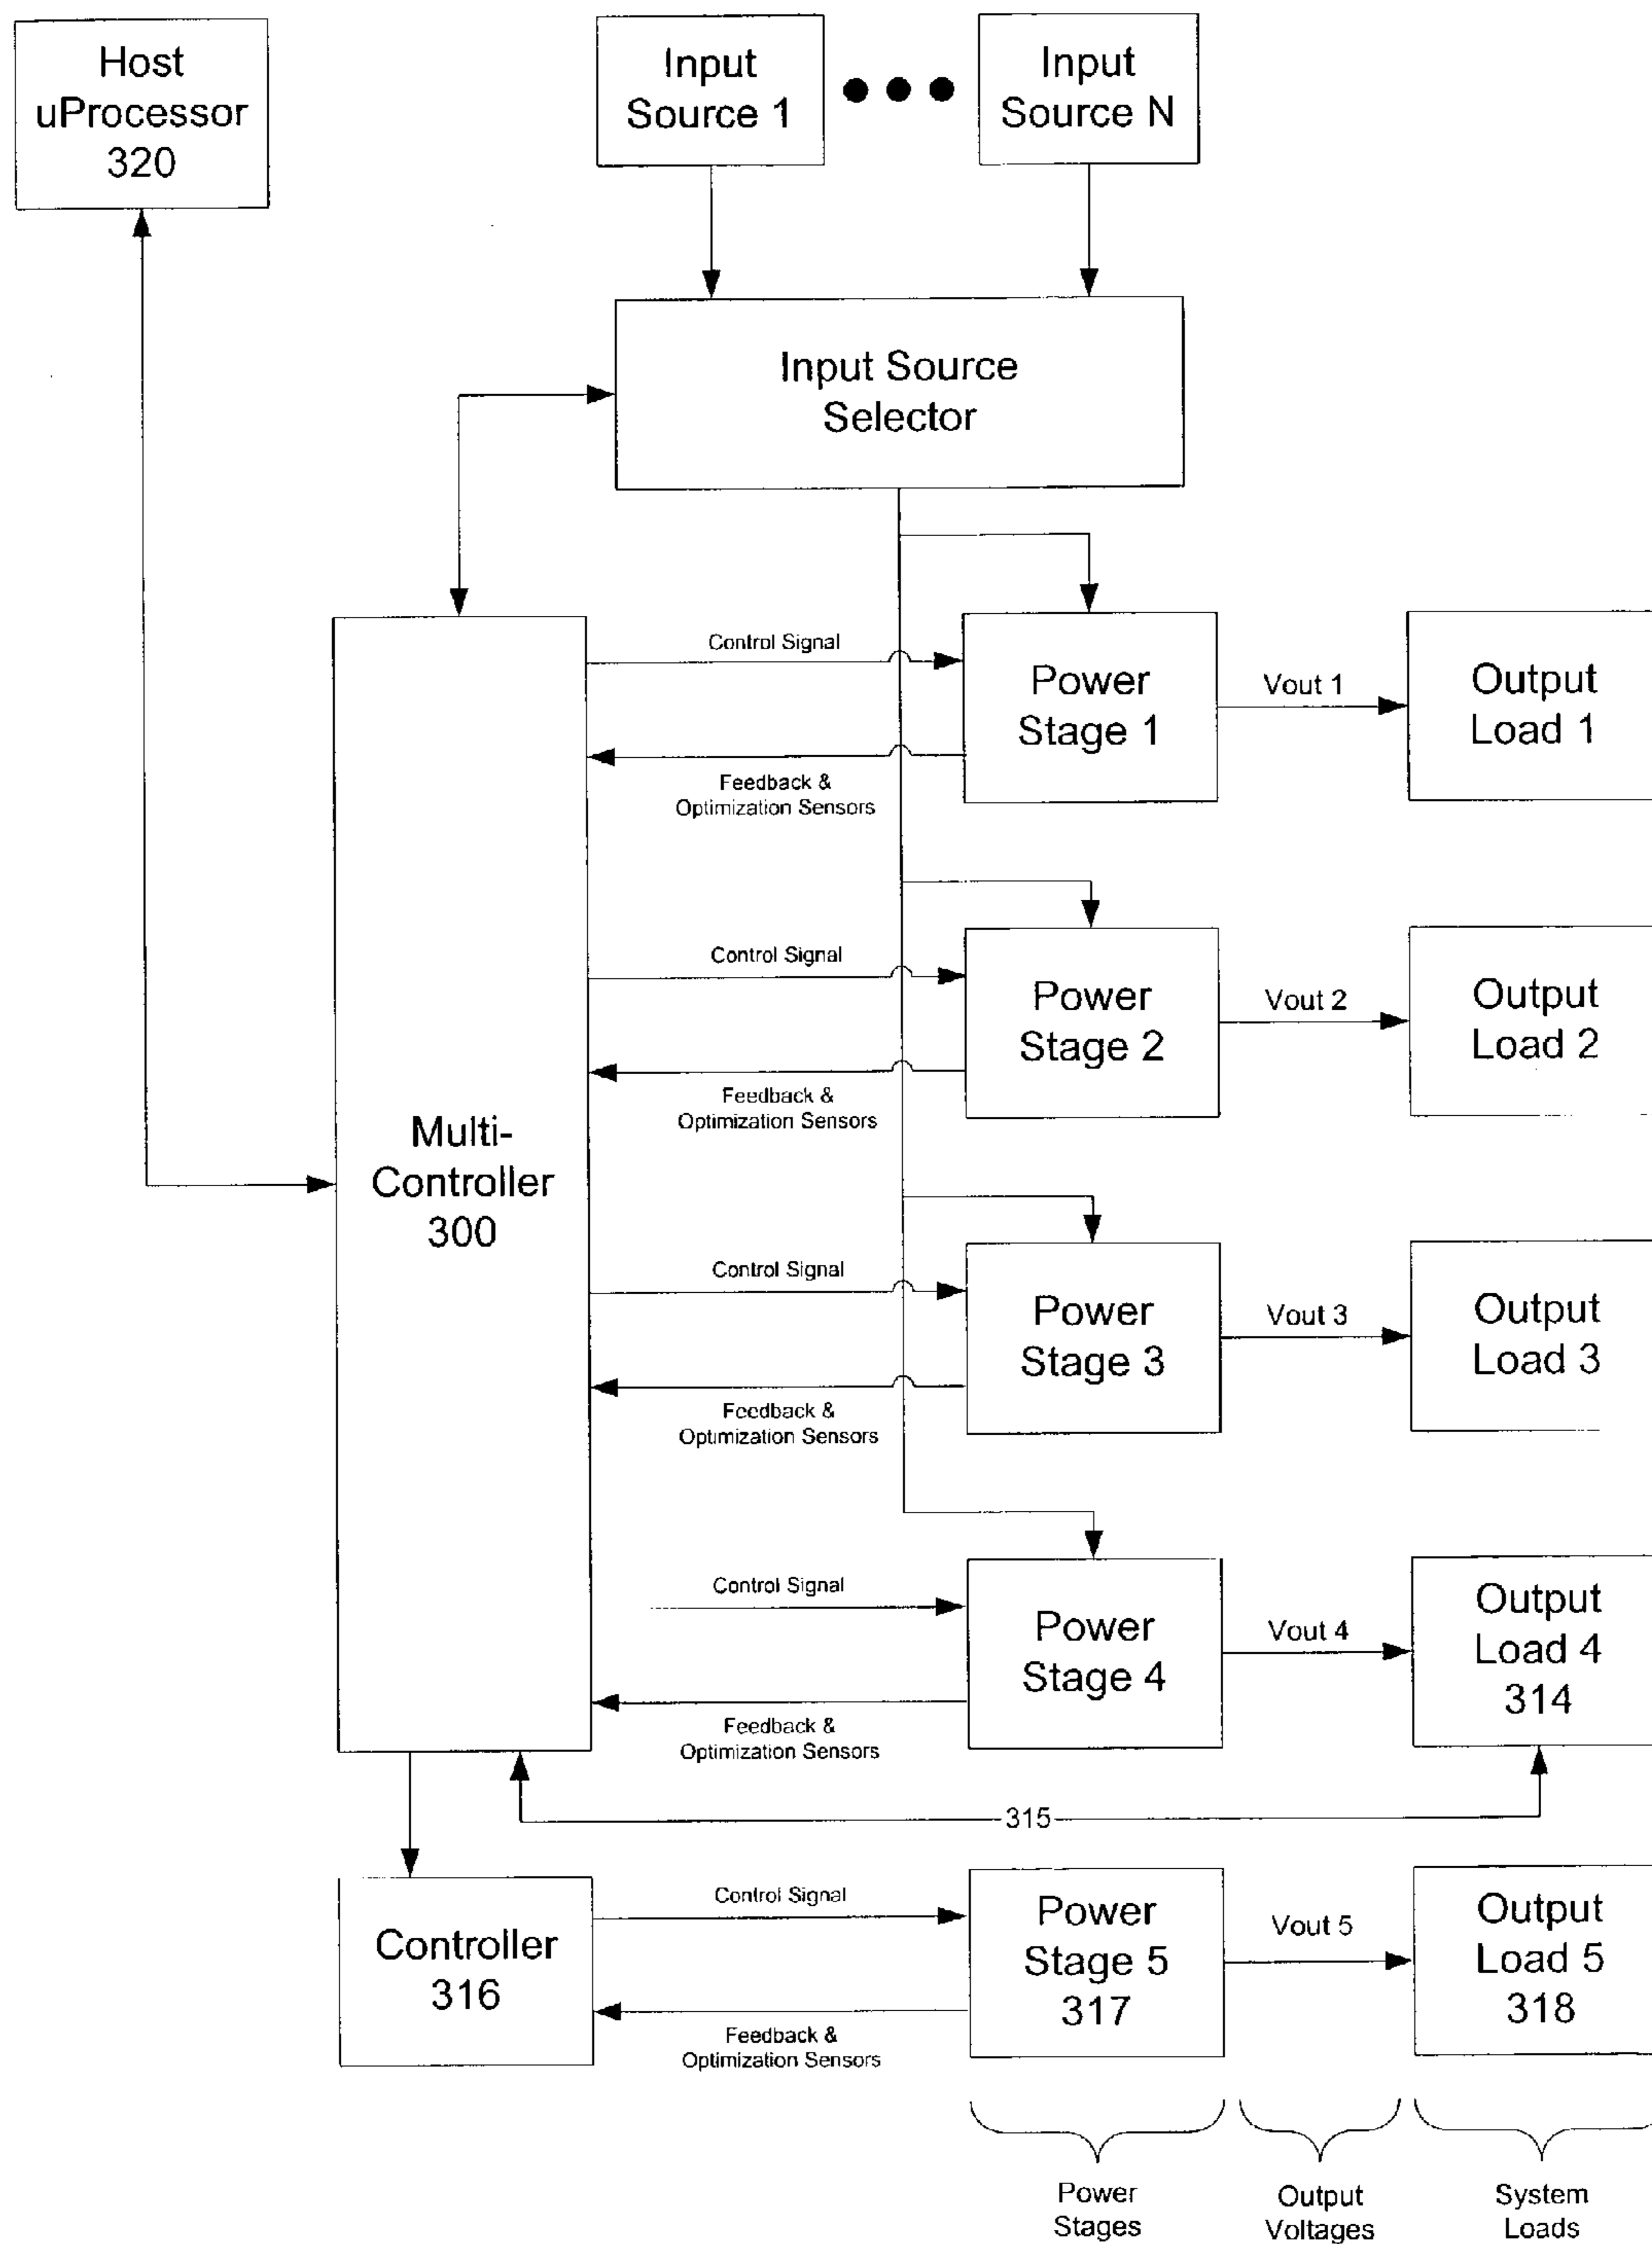 Host
uProcessor
320
Input
Source 1
Input
Source N
Input Source
Selector
Control Signal
Power
Stage 1
Vout 1
Output
Load 1
Feedback &
Optimization Sensors
Control Signal
Power
Stage 2
Vout 2
Output
Load 2
Feedback &
Optimization Sensors
Multi-
Controller
300
Control Signal
Power
Stage 3
Vout 3
Output
Load 3
Feedback &
Optimization Sensors
Control Signal
Power
Stage 4
Vout 4
Output
Load 4
314
Feedback &
Optimization Sensors
315
Controller
316
Control Signal
Power
Stage 5
317
Vout 5
Output
Load 5
318
Feedback &
Optimization Sensors
Power
Stages
Output
Voltages
System
Loads